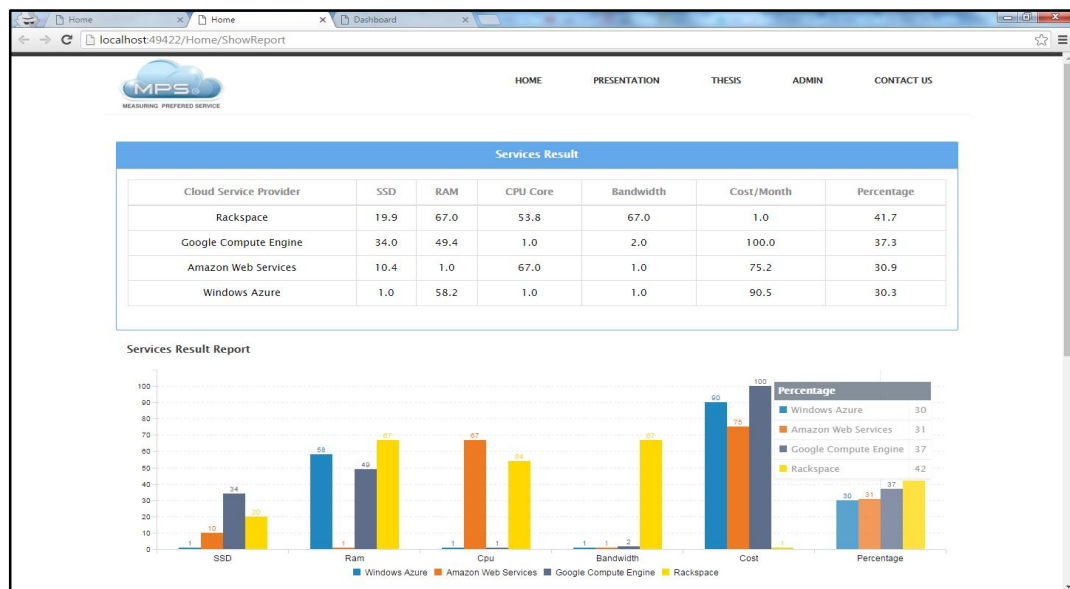 Home Home Dashboard
localhost:49422/Home/ShowReport
MPS
MEASURING PREFERED SERVICE
HOME PRESENTATION THESIS ADMIN CONTACT US
Services Result
Cloud Service Provider SSD RAM CPU Core Bandwidth Cost/Month Percentage
Rackspace 19.9 67.0 53.8 67.0 1.0 41.7
Google Compute Engine 34.0 49.4 1.0 2.0 100.0 37.3
Amazon Web Services 10.4 1.0 67.0 1.0 75.2 30.9
Windows Azure 1.0 58.2 1.0 1.0 90.5 30.3
Services Result Report
100
90
80
70
60
50
40
30
20
10
0
1 10 34 20
58 1 49 67
1 67 1 54
1 1 2 67
90 75 100 1
30 31 37
Percentage
Windows Azure 30
Amazon Web Services 31
Google Compute Engine 37
Rackspace 42
SSD Ram Cpu Bandwidth Cost Percentage
Windows Azure Amazon Web Services Google Compute Engine Rackspace